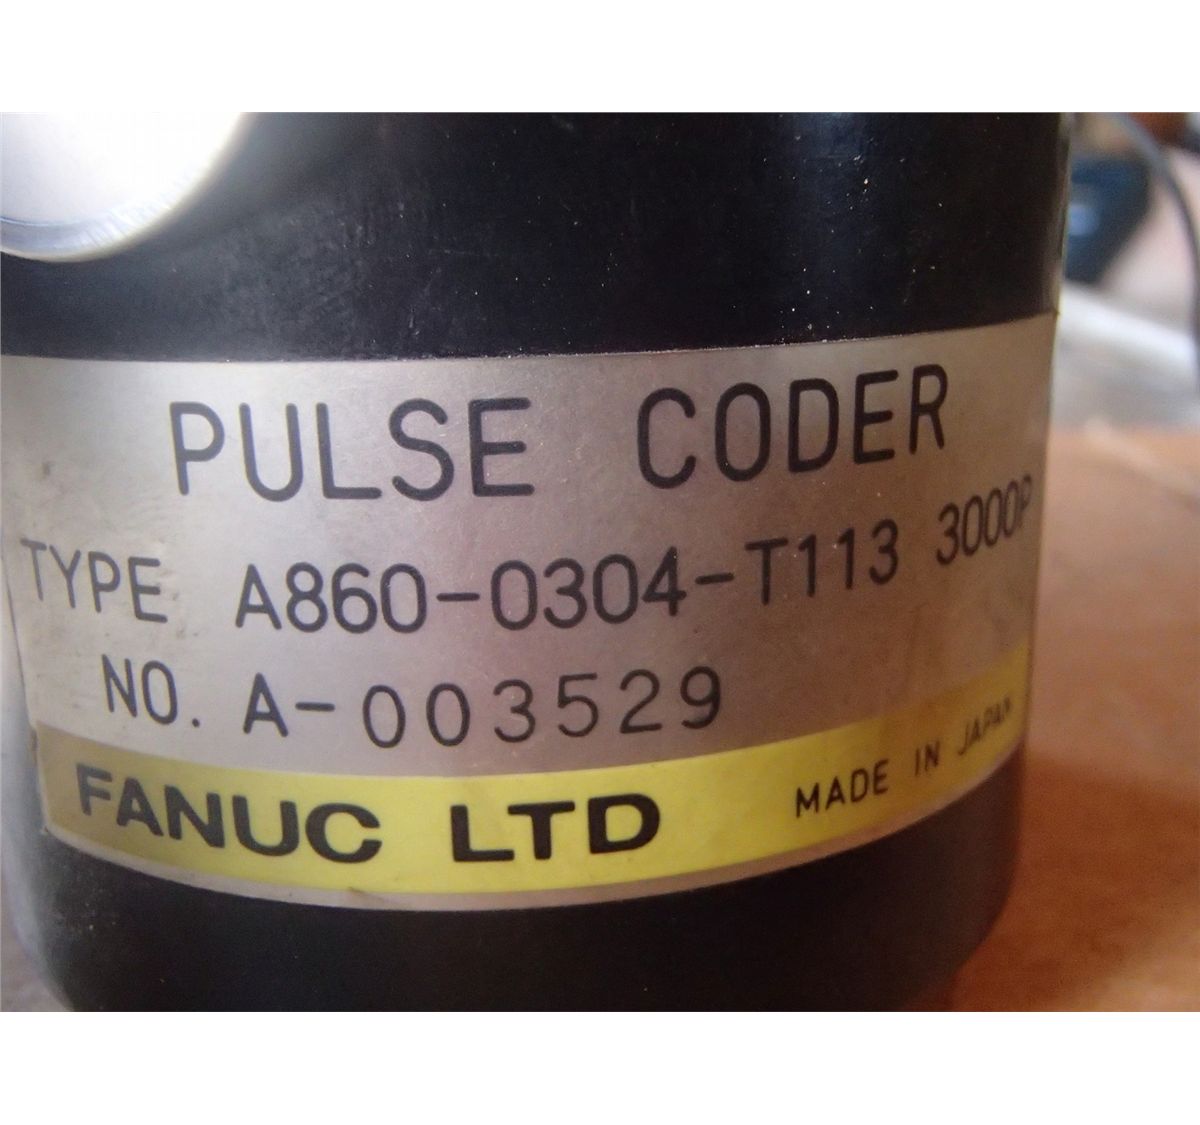 PULSE CODER
TYPE A860-0304-T113 3000P
NO. A-003529
FANUC LTD MADE IN JAPAN